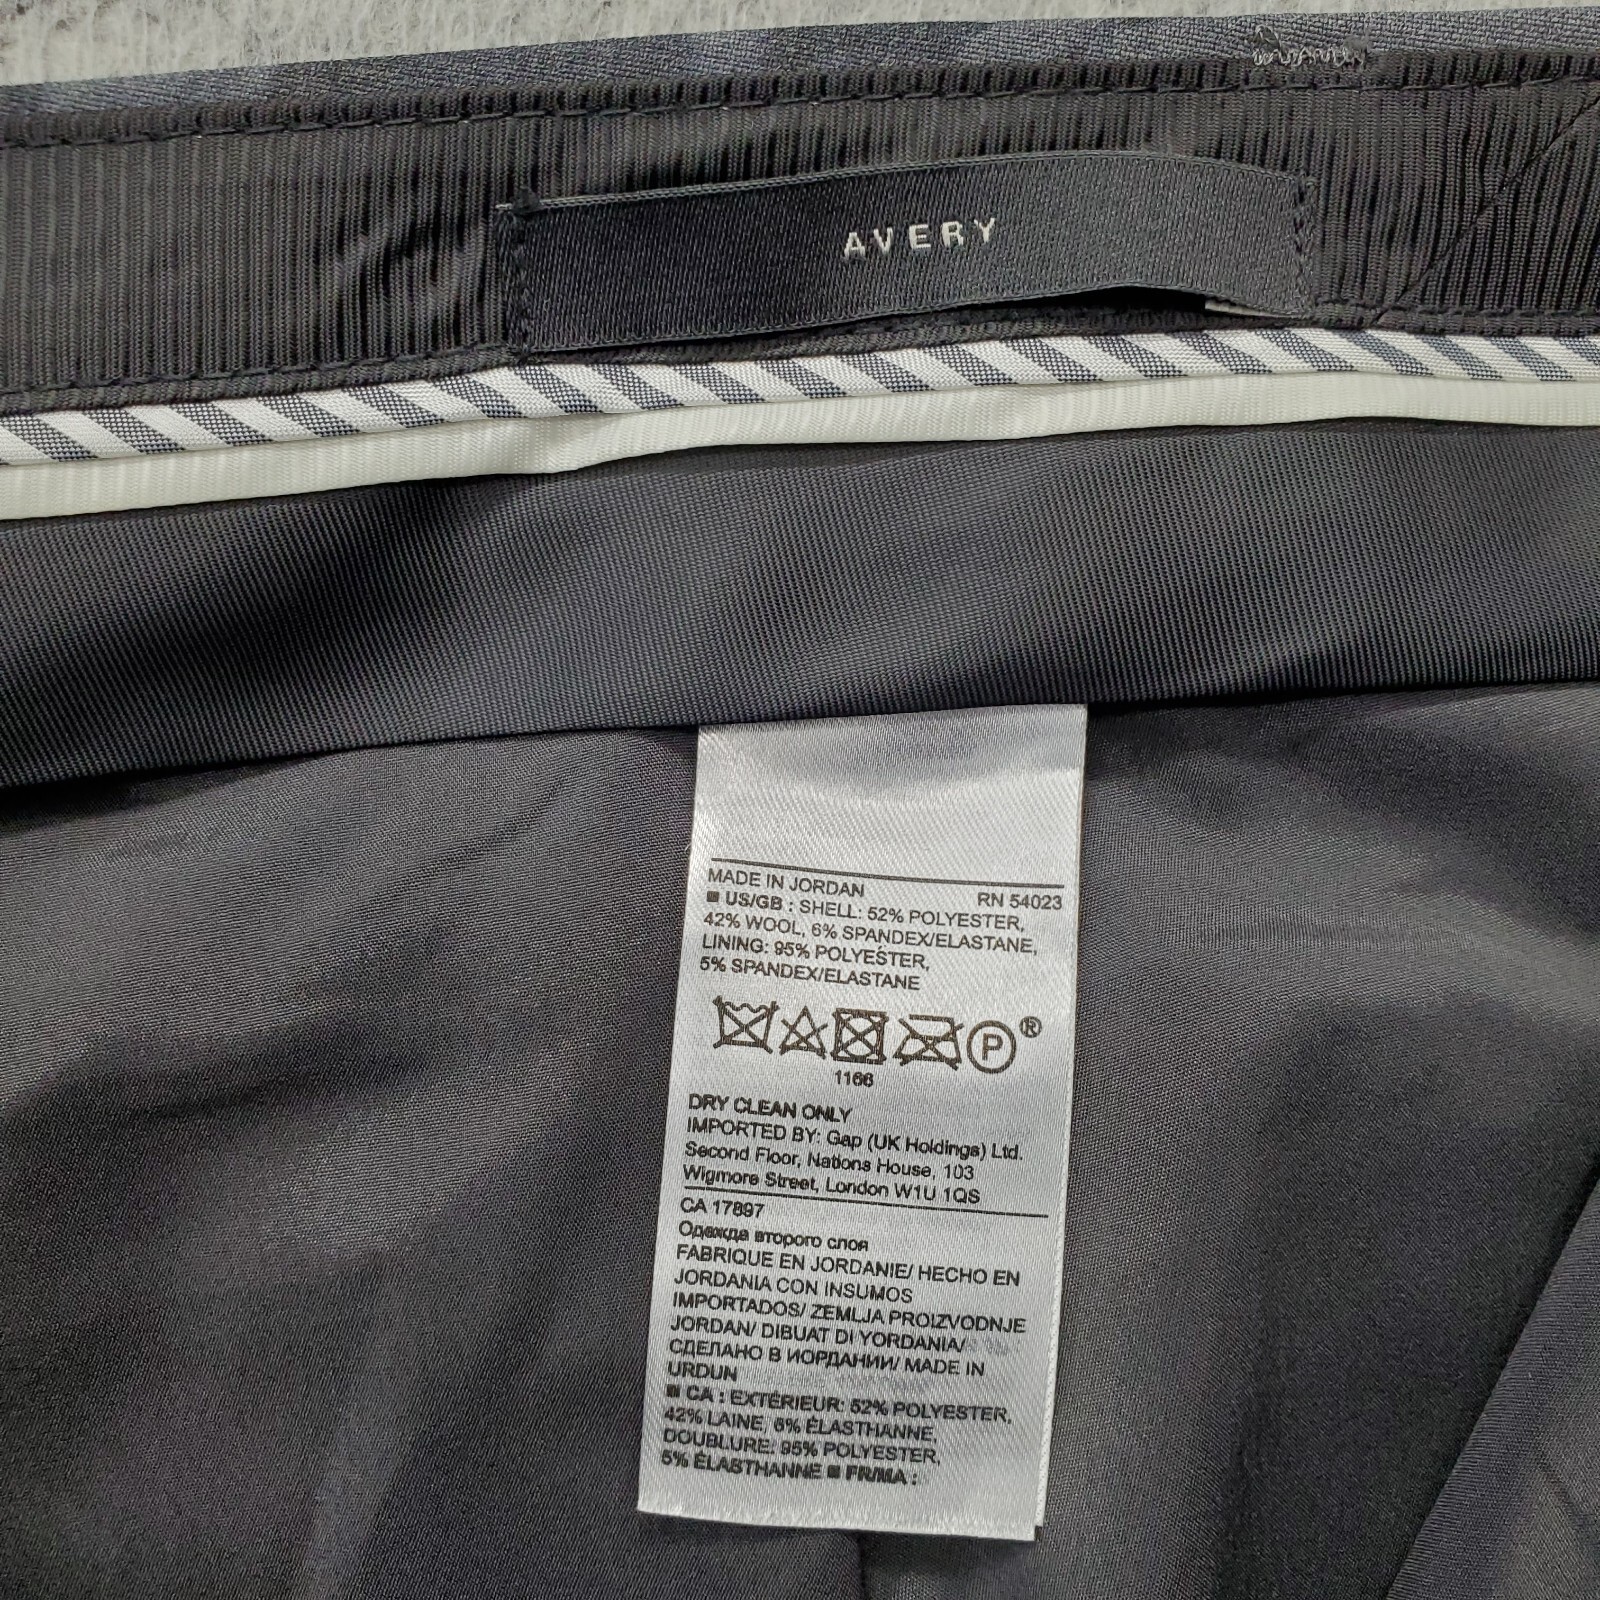 AVERY
MADE IN JORDAN RN 54023
■ US/GB : SHELL: 52% POLYESTER,
42% WOOL, 6% SPANDEX/ELASTANE,
LINING: 95% POLYESTER,
5% SPANDEX/ELASTANE
P®
1166
DRY CLEAN ONLY
IMPORTED BY: Gap (UK Holdings) Ltd.
Second Floor, Nations House, 103
Wigmore Street, London W1U 1QS
CA 17897
Одежда второго слоя
FABRIQUE EN JORDANIE/ HECHO EN
JORDANIA CON INSUMOS
IMPORTADOS/ ZEMLJA PROIZVODNJE
JORDAN/ DIBUAT DI YORDANIA/
СДЕЛАНО В ИОРДАНИИ/ MADE IN
URDUN
■ CA : EXTÉRIEUR: 52% POLYESTER,
42% LAINE, 6% ÉLASTHANNE,
DOUBLURE: 95% POLYESTER,
5% ÉLASTHANNE ■ FR/MA :